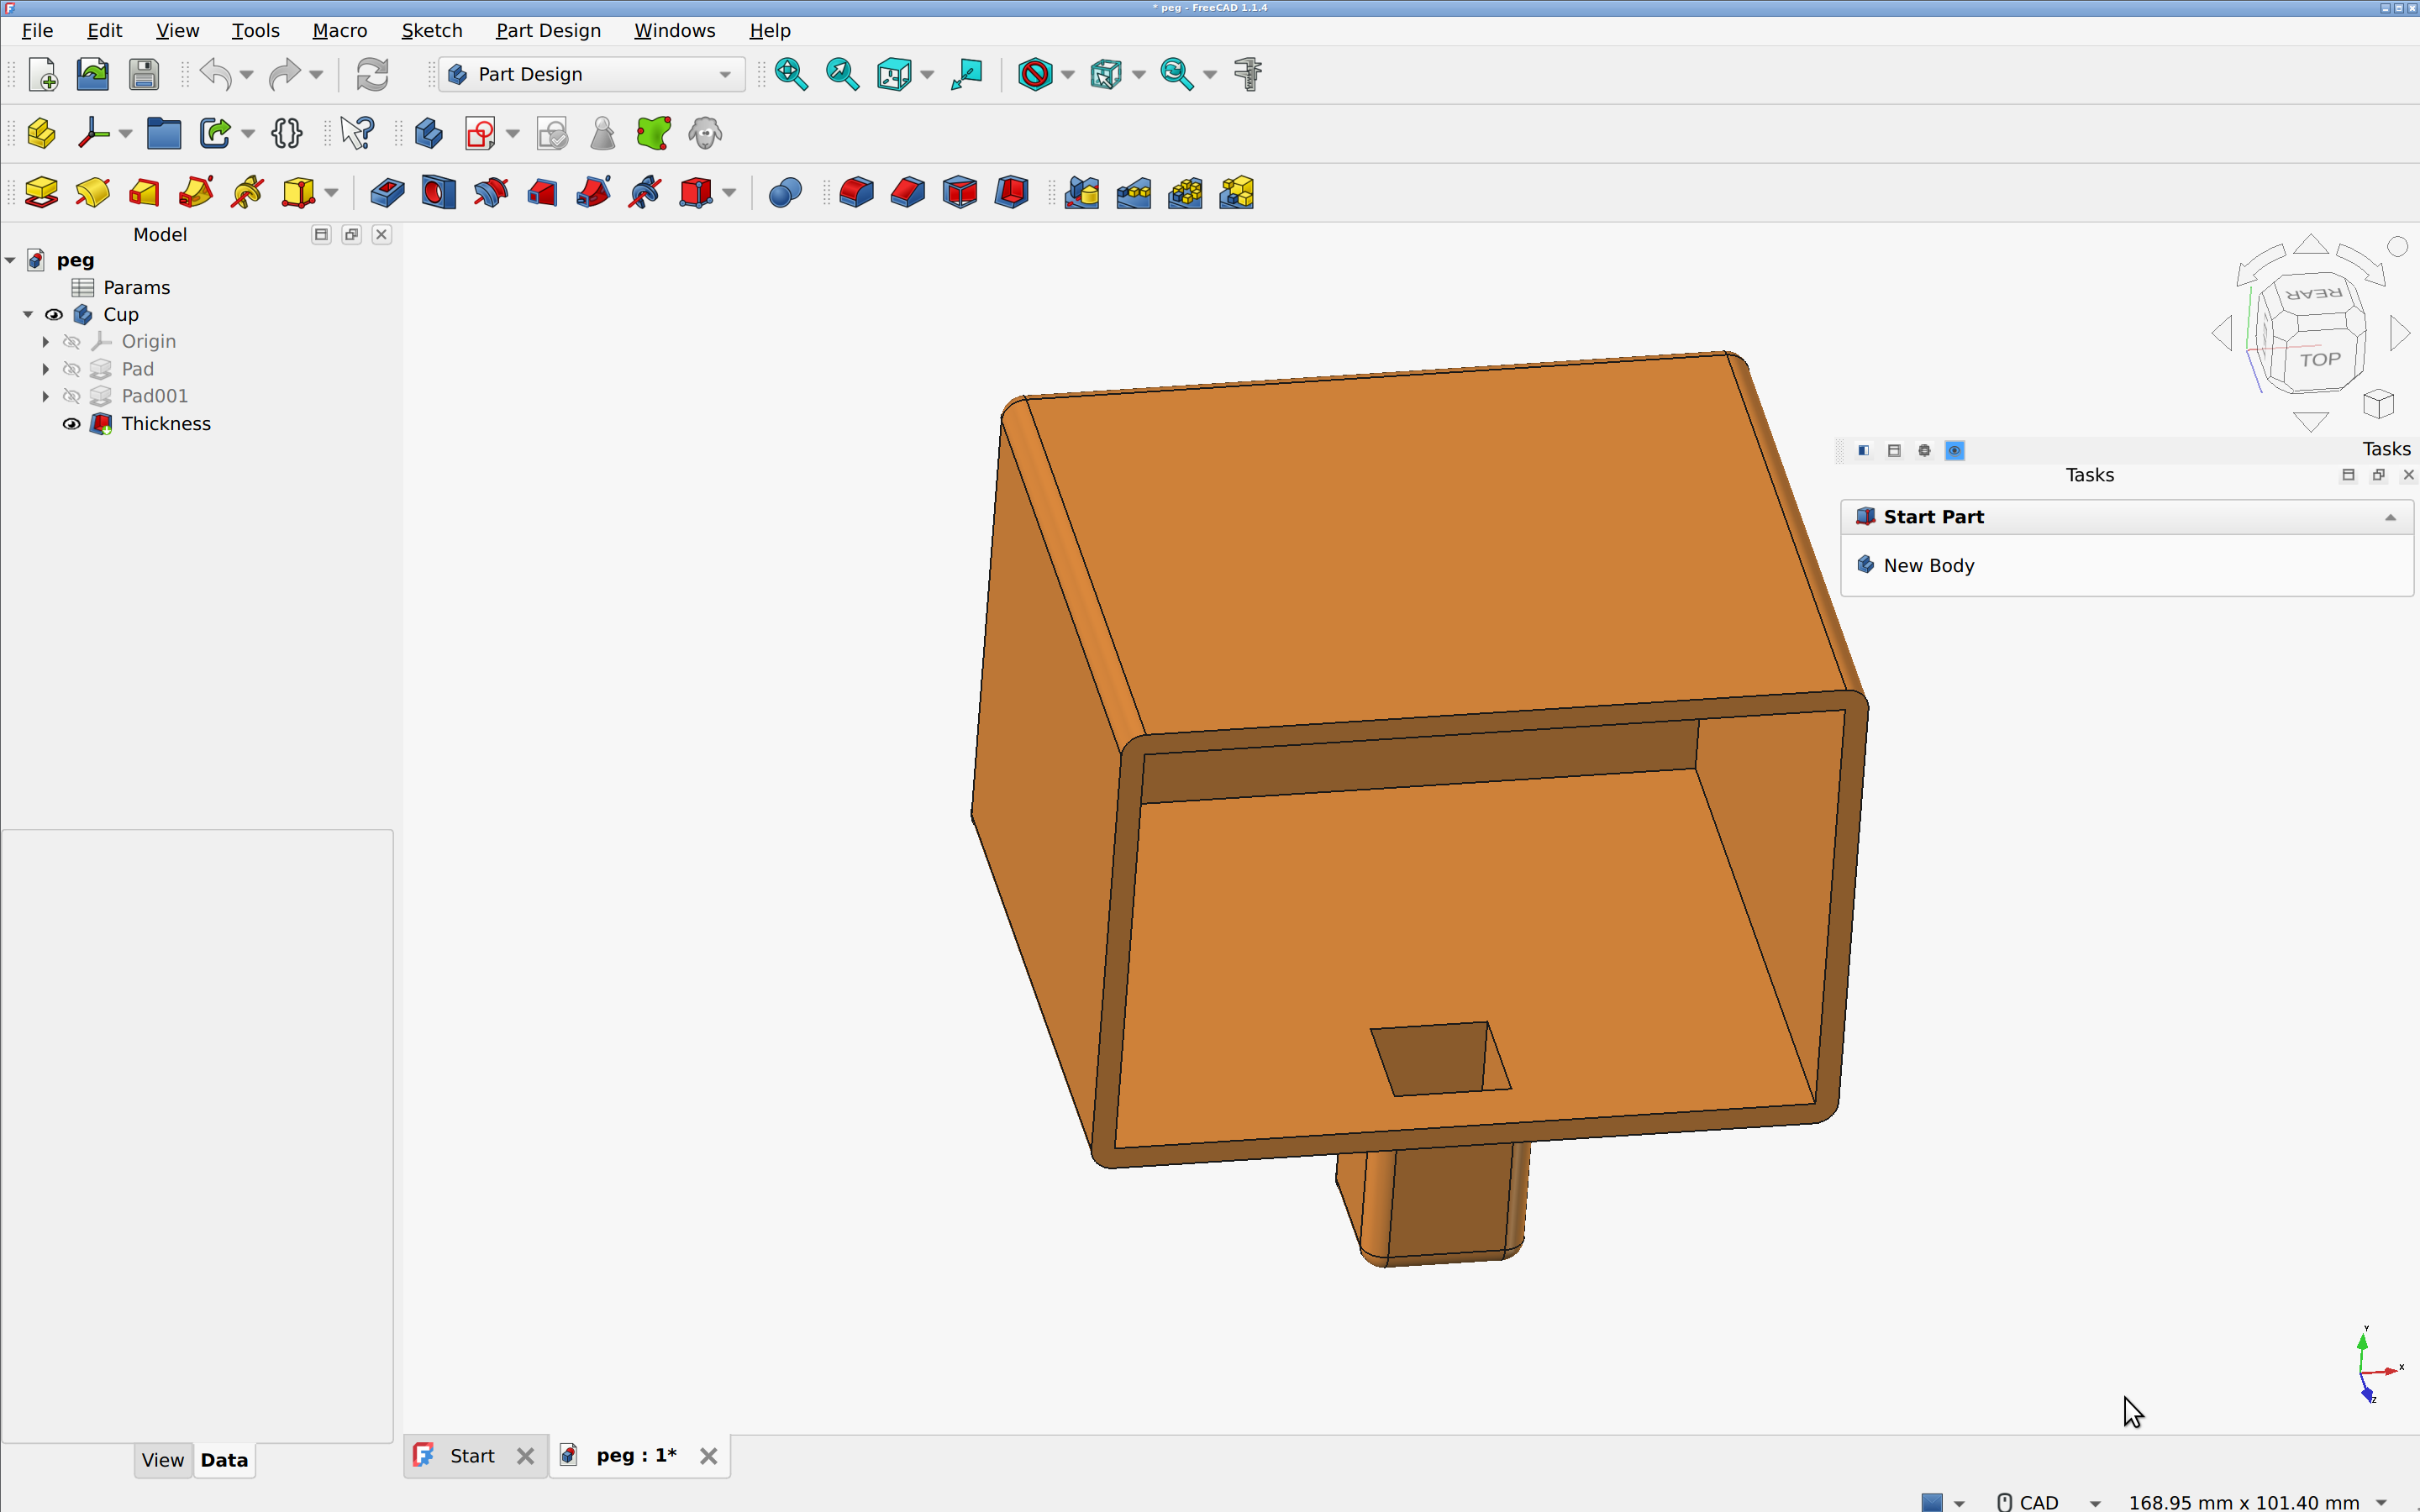 * peg - FreeCAD 1.1.4
File Edit View Tools Macro Sketch Part Design Windows Help
Part Design
Model
peg
Params
Cup
Origin
Pad
Pad001
Thickness
REAR
TOP
Tasks
Tasks
Start Part
New Body
Y
X
Z
View Data
Start
peg : 1*
CAD
168.95 mm x 101.40 mm